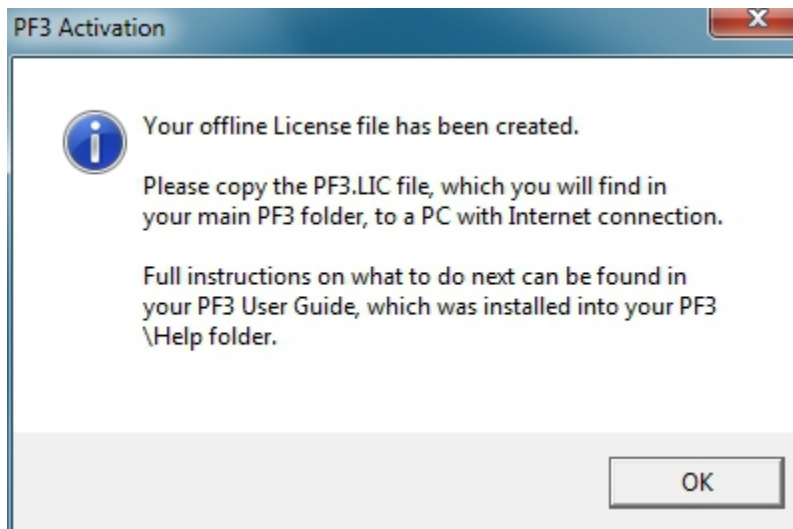 PF3 Activation
Your offline License file has been created.
Please copy the PF3.LIC file, which you will find in
your main PF3 folder, to a PC with Internet connection.
Full instructions on what to do next can be found in
your PF3 User Guide, which was installed into your PF3
\Help folder.
OK